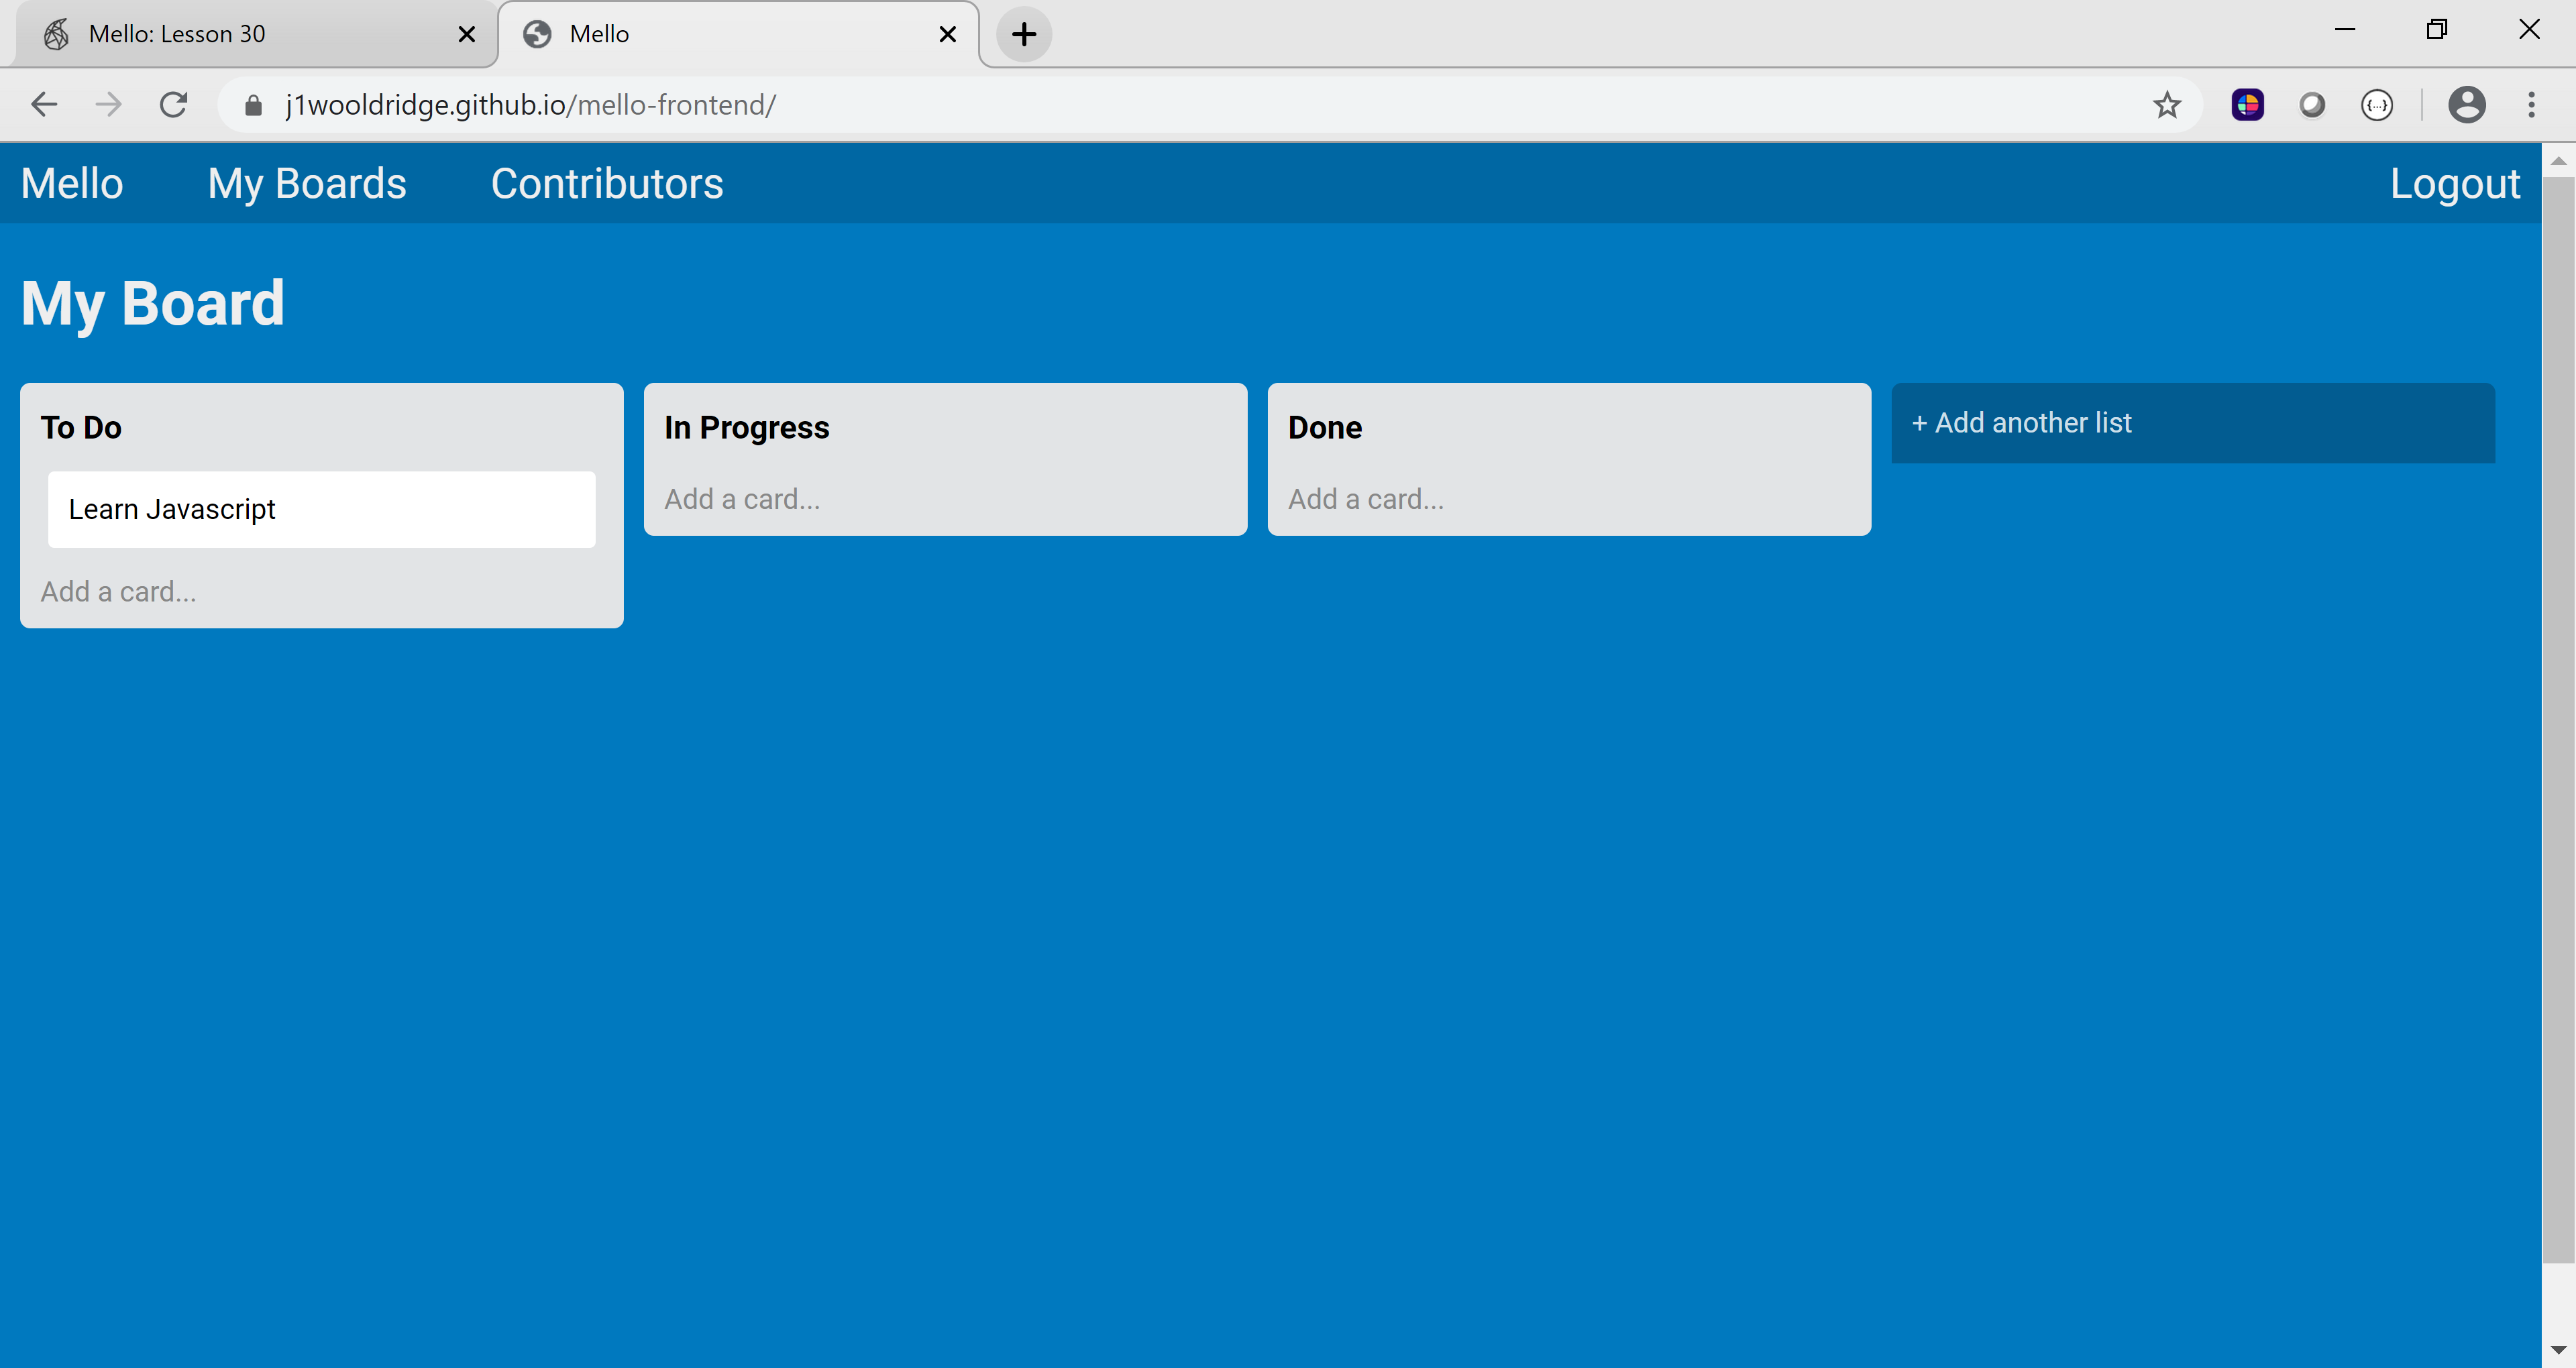 Mello: Lesson 30
Mello
j1wooldridge.github.io/mello-frontend/
{...}
Mello My Boards Contributors Logout
My Board
To Do
Learn Javascript
Add a card...
In Progress
Add a card...
Done
Add a card...
+ Add another list